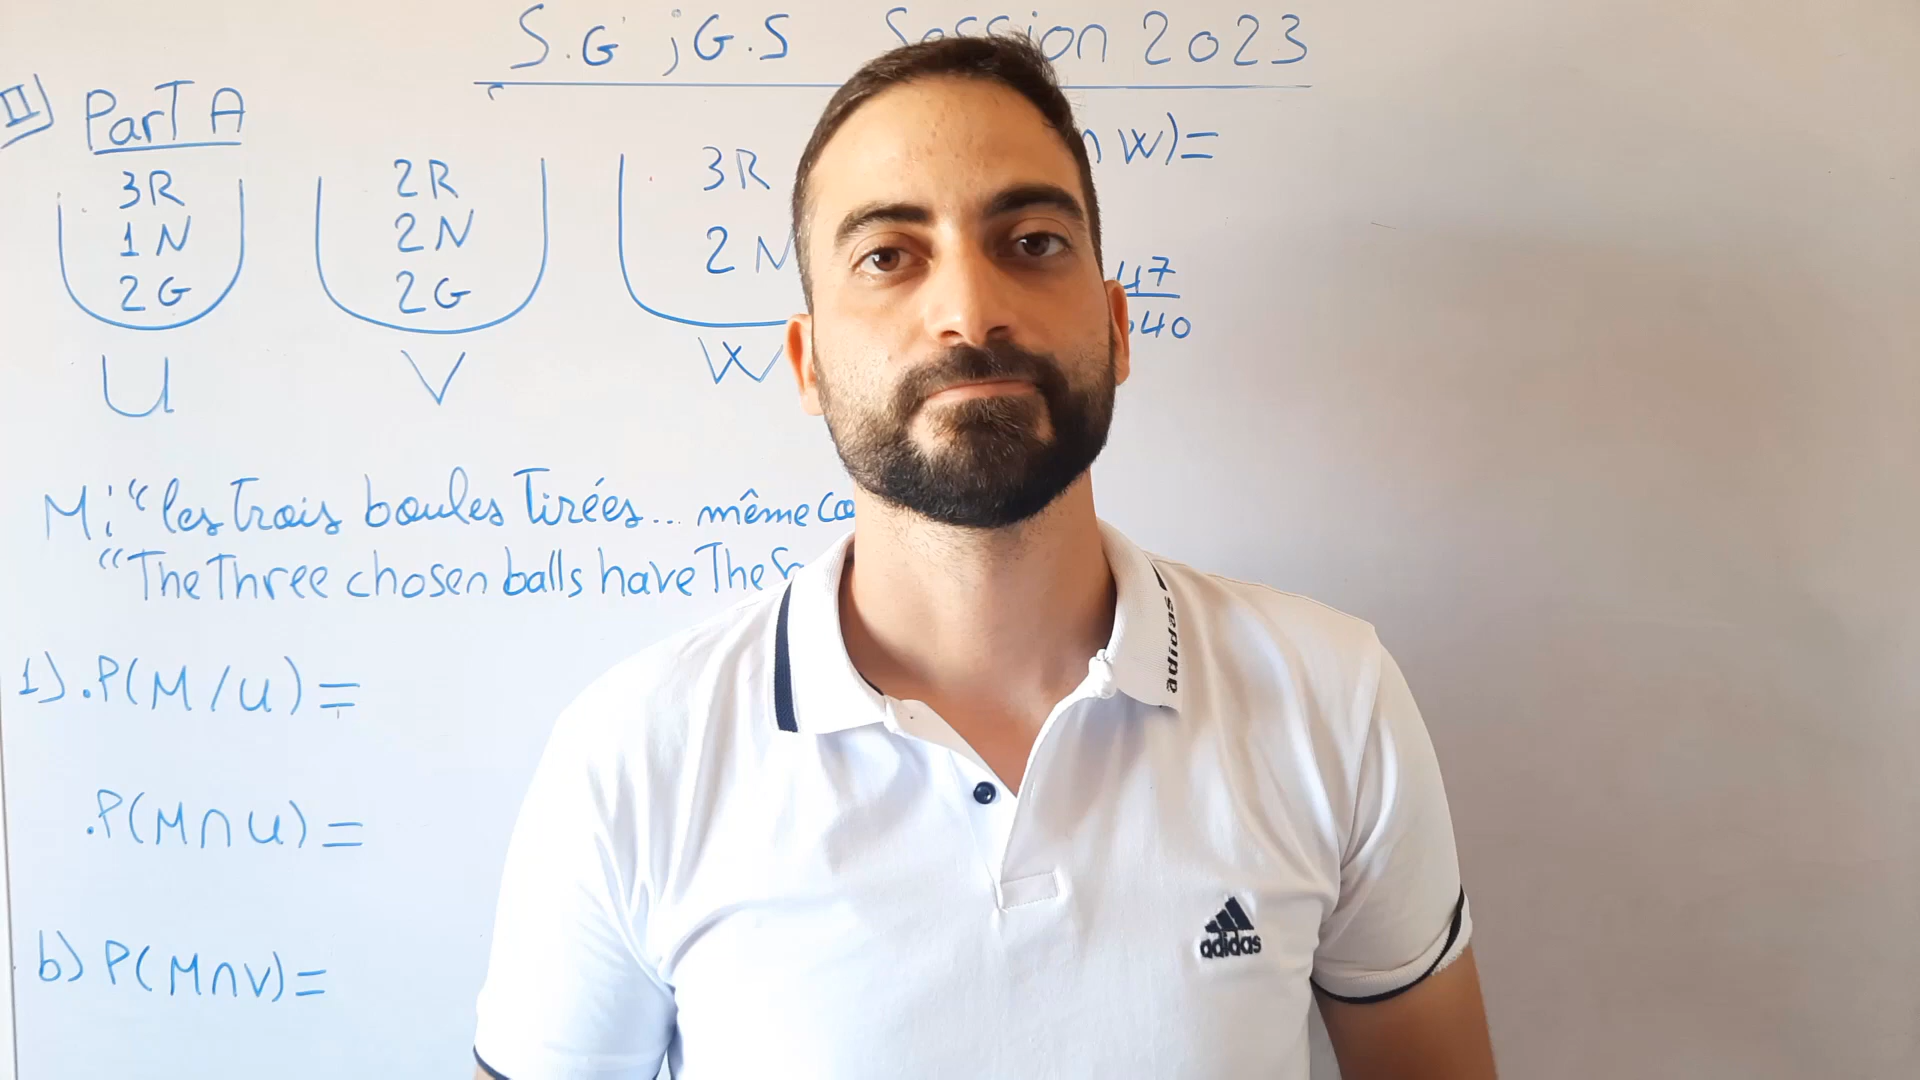 S.G ; G.S Session 2023
II) Part A
3R
1N
2G
U
2R
2N
2G
V
3R
2N
W
∩ W) =
47
040
M: "les trois boules tirées... même co
"The three chosen balls have the
1) . P(M/U) =
. P(M∩U) =
b) P(M∩V) =
adidas
adidas